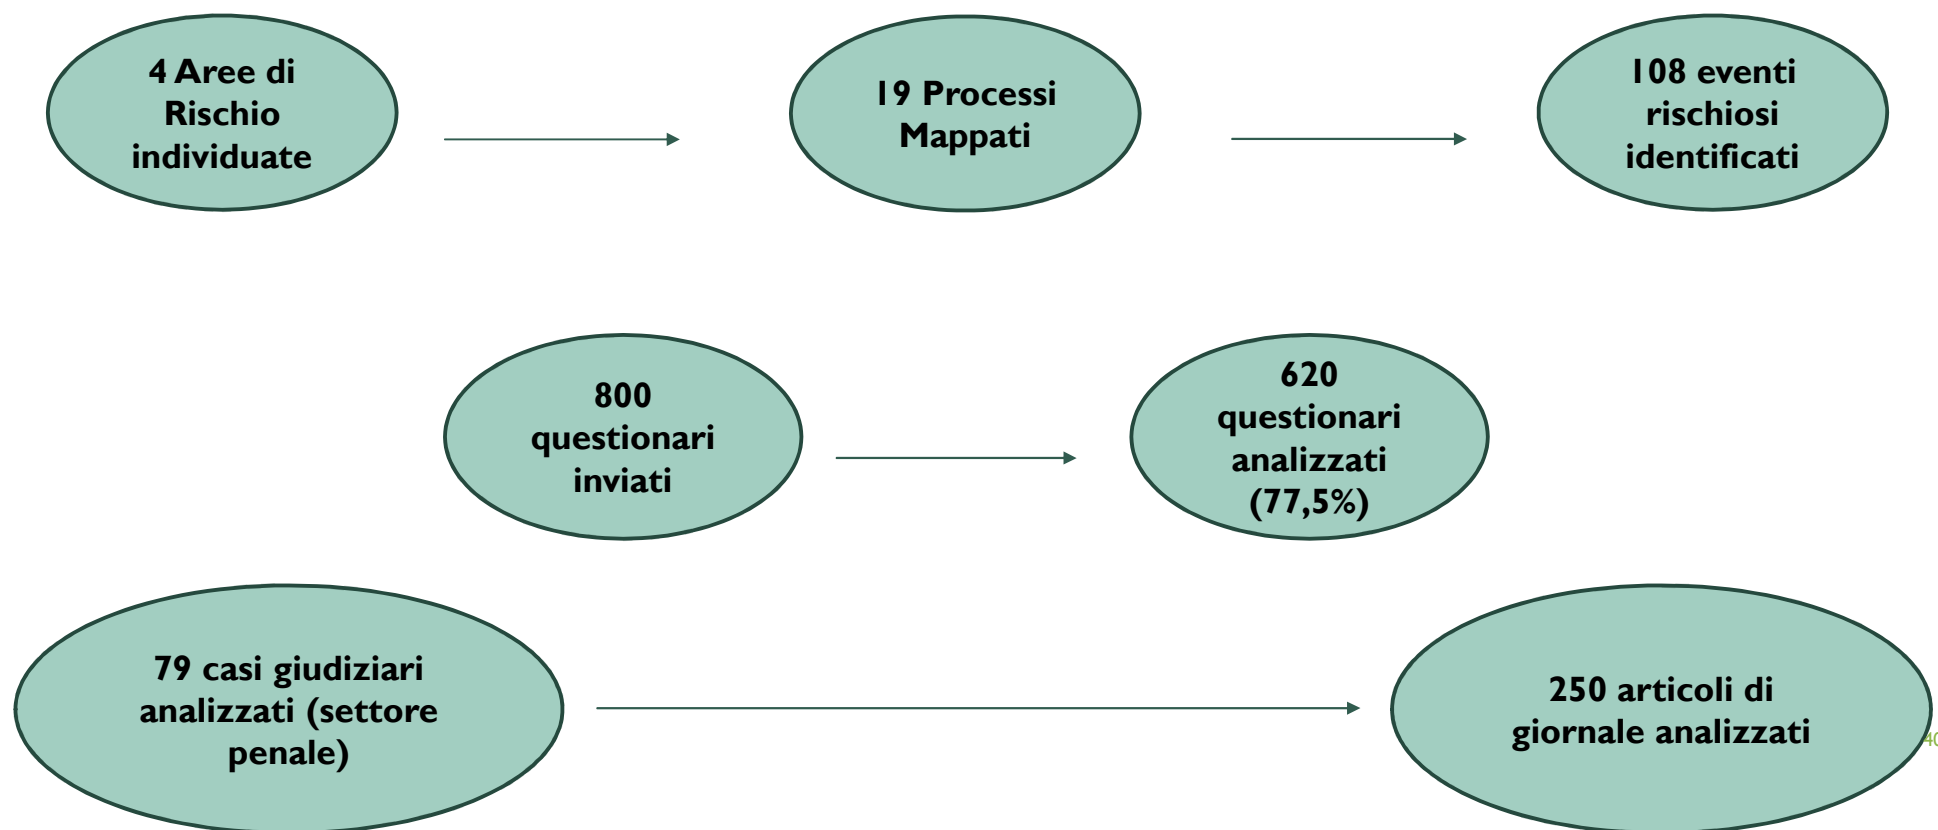 4 Aree di
Rischio
individuate
19 Processi
Mappati
108 eventi
rischiosi
identificati
800
questionari
inviati
620
questionari
analizzati
(77,5%)
79 casi giudiziari
analizzati (settore
penale)
250 articoli di
giornale analizzati
40